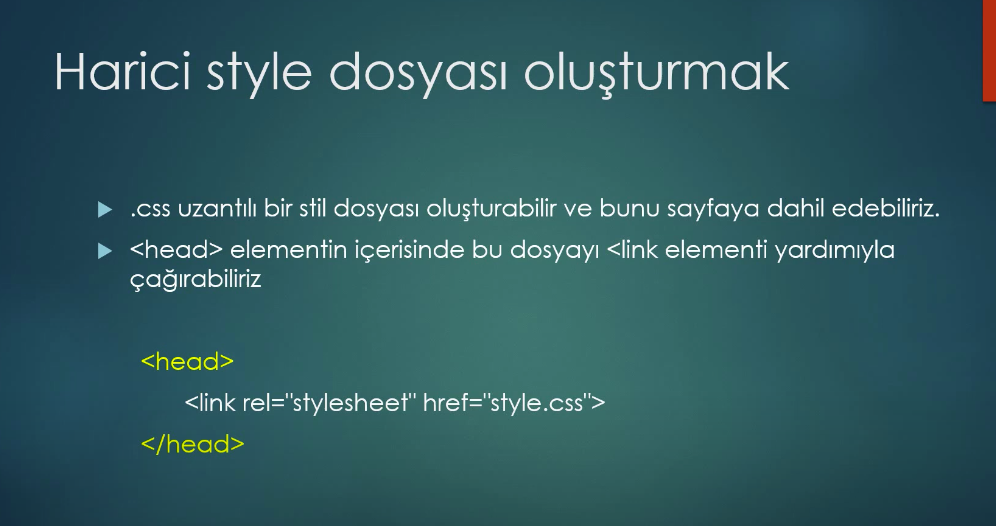 Harici style dosyası oluşturmak
.css uzantılı bir stil dosyası oluşturabilir ve bunu sayfaya dahil edebiliriz.
<head> elementin içerisinde bu dosyayı <link elementi yardımıyla
çağırabiliriz
<head>
<link rel="stylesheet" href="style.css">
</head>